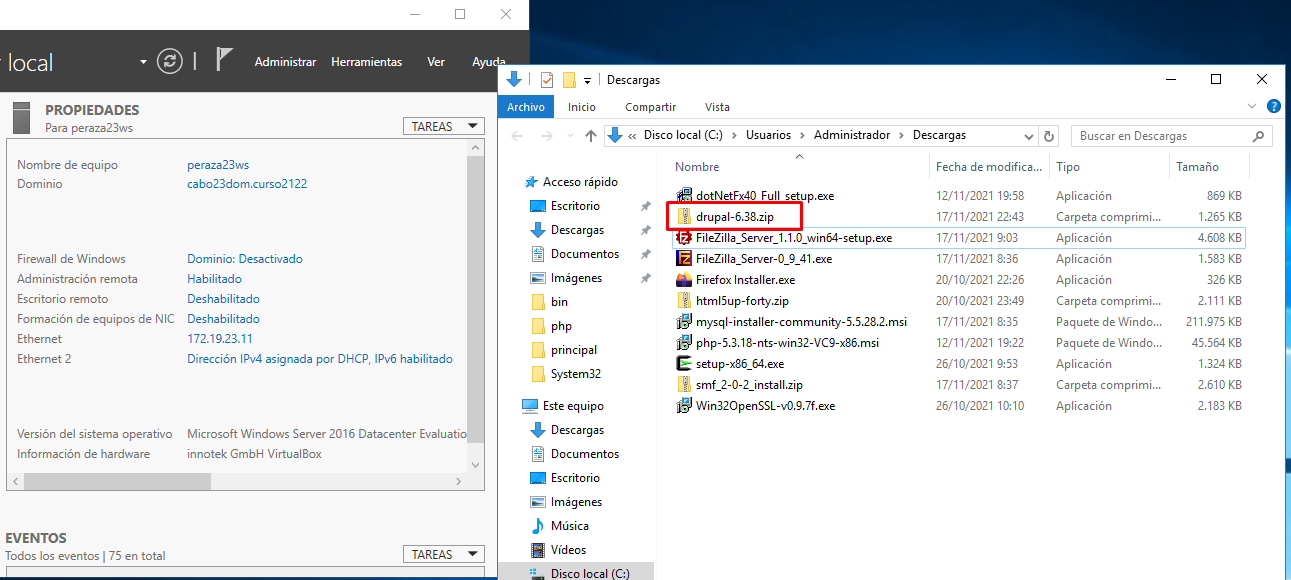 local
Administrar Herramientas Ver Ayuda
PROPIEDADES
Para peraza23ws
TAREAS
Nombre de equipo peraza23ws
Dominio cabo23dom.curso2122
Firewall de Windows Dominio: Desactivado
Administración remota Habilitado
Escritorio remoto Deshabilitado
Formación de equipos de NIC Deshabilitado
Ethernet 172.19.23.11
Ethernet 2 Dirección IPv4 asignada por DHCP, IPv6 habilitado
Versión del sistema operativo Microsoft Windows Server 2016 Datacenter Evaluatio
Información de hardware innotek GmbH VirtualBox
EVENTOS
Todos los eventos | 75 en total
TAREAS
Descargas
Archivo Inicio Compartir Vista
« Disco local (C:) › Usuarios › Administrador › Descargas
Buscar en Descargas
Acceso rápido
Escritorio
Descargas
Documentos
Imágenes
bin
php
principal
System32
Este equipo
Descargas
Documentos
Escritorio
Imágenes
Música
Vídeos
Disco local (C:)
Nombre Fecha de modifica... Tipo Tamaño
dotNetFx40_Full_setup.exe 12/11/2021 19:58 Aplicación 869 KB
drupal-6.38.zip 17/11/2021 22:43 Carpeta comprimi... 1.265 KB
FileZilla_Server_1.1.0_win64-setup.exe 17/11/2021 9:03 Aplicación 4.608 KB
FileZilla_Server-0_9_41.exe 17/11/2021 8:36 Aplicación 1.583 KB
Firefox Installer.exe 20/10/2021 22:26 Aplicación 326 KB
html5up-forty.zip 20/10/2021 23:49 Carpeta comprimi... 2.111 KB
mysql-installer-community-5.5.28.2.msi 17/11/2021 8:35 Paquete de Windo... 211.975 KB
php-5.3.18-nts-win32-VC9-x86.msi 12/11/2021 19:22 Paquete de Windo... 45.564 KB
setup-x86_64.exe 26/10/2021 9:53 Aplicación 1.324 KB
smf_2-0-2_install.zip 17/11/2021 8:37 Carpeta comprimi... 2.610 KB
Win32OpenSSL-v0.9.7f.exe 26/10/2021 10:10 Aplicación 2.183 KB